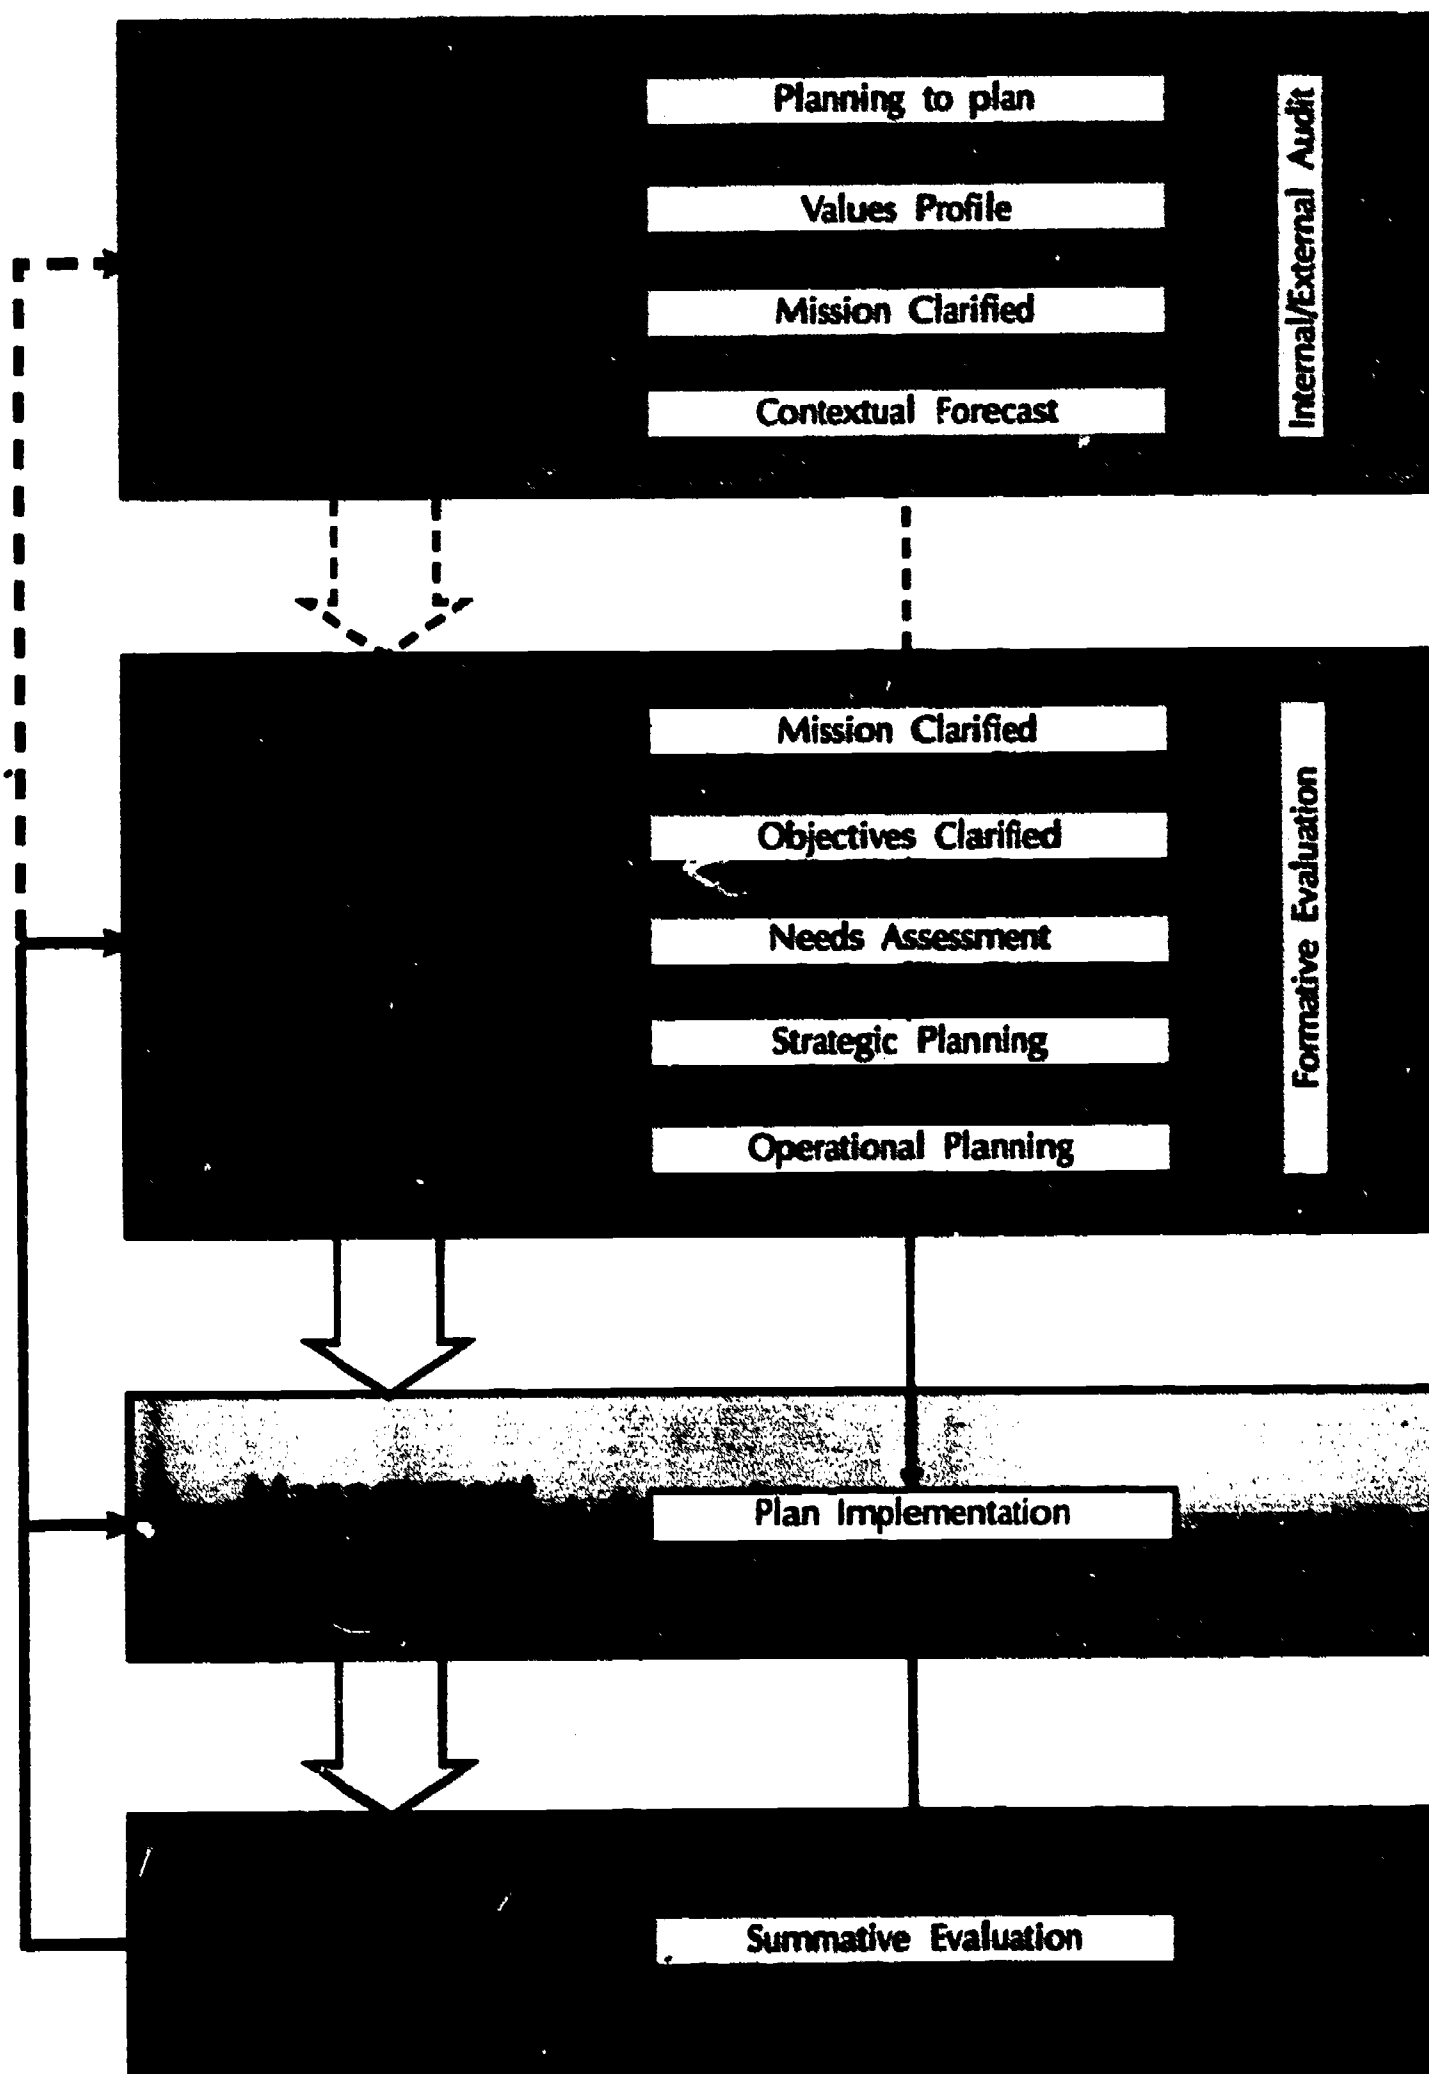 Planning to plan
Values Profile
Mission Clarified
Contextual Forecast
Internal/External Audit
Mission Clarified
Objectives Clarified
Needs Assessment
Strategic Planning
Operational Planning
Formative Evaluation
Plan Implementation
Summative Evaluation